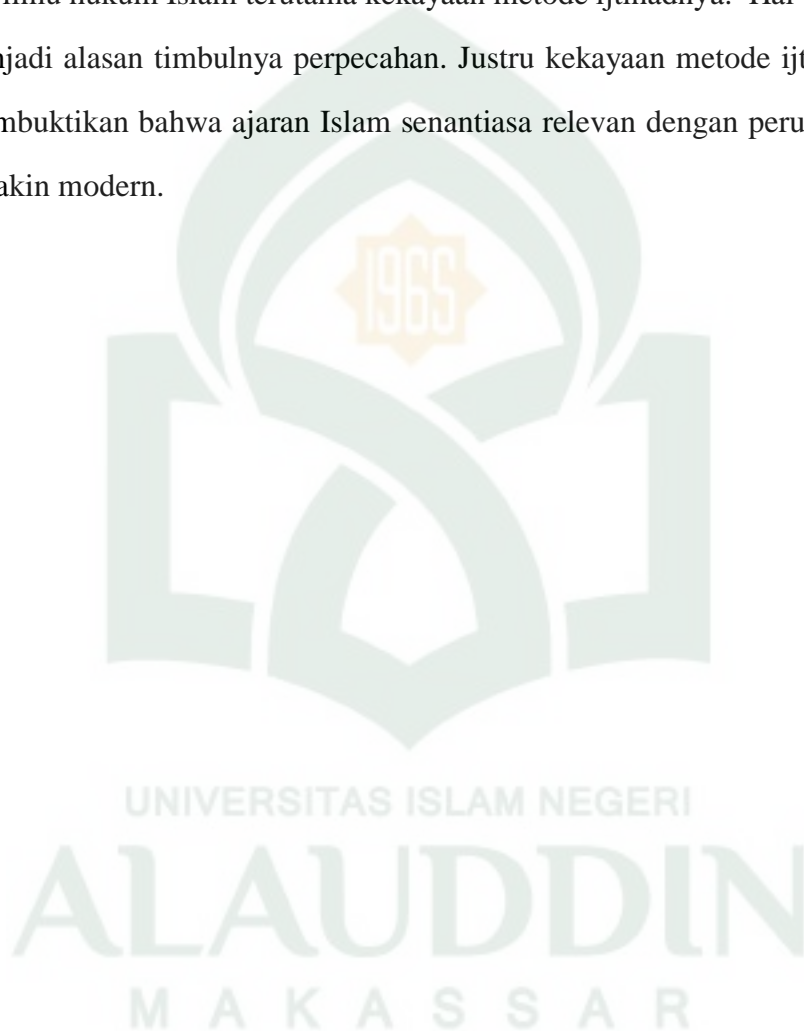 ilmu hukum Islam terutama kekayaan metode ijtihadnya. Hal
njadi alasan timbulnya perpecahan. Justru kekayaan metode ijt
mbuktikan bahwa ajaran Islam senantiasa relevan dengan peru
akin modern.
1965
UNIVERSITAS ISLAM NEGERI
ALAUDDIN
MAKASSAR